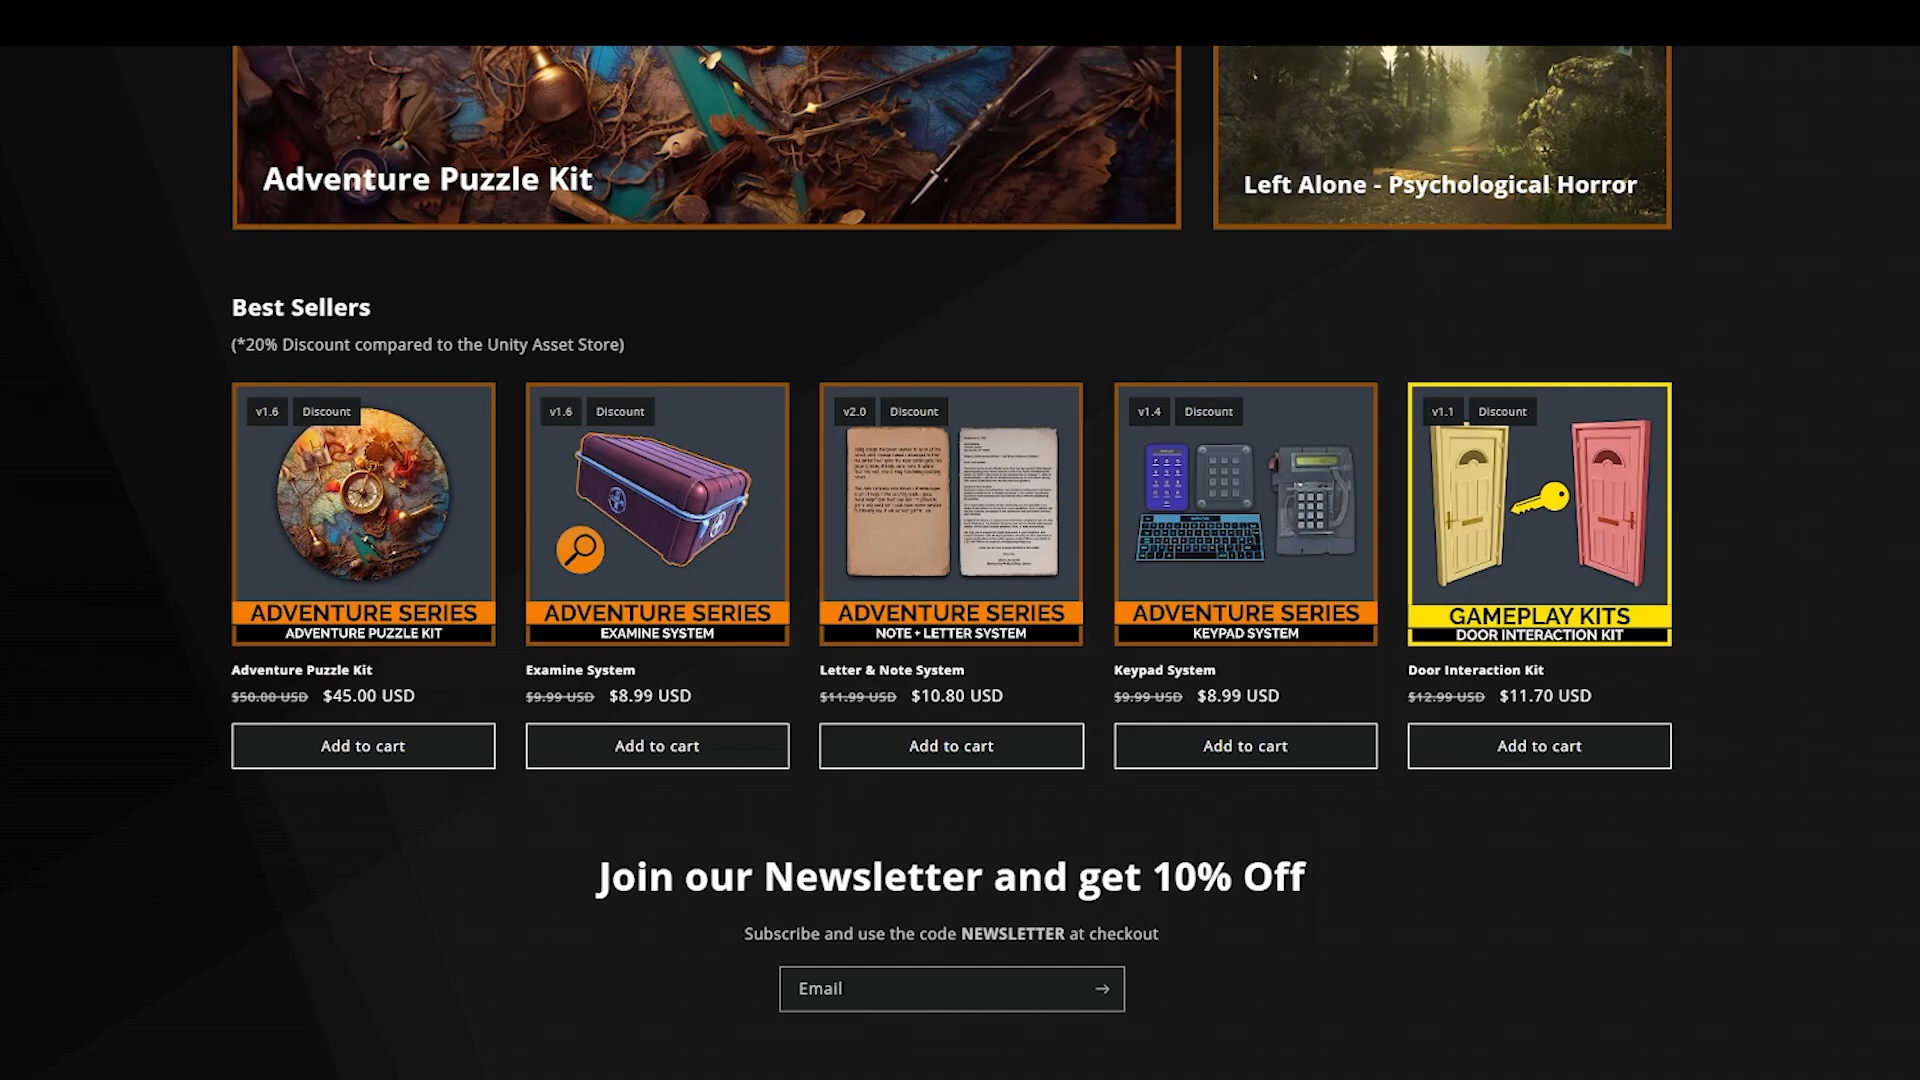 Adventure Puzzle Kit
Left Alone - Psychological Horror
Best Sellers
(*20% Discount compared to the Unity Asset Store)
v1.6 Discount
ADVENTURE SERIES
ADVENTURE PUZZLE KIT
Adventure Puzzle Kit
$50.00 USD $45.00 USD
Add to cart
v1.6 Discount
ADVENTURE SERIES
EXAMINE SYSTEM
Examine System
$9.99 USD $8.99 USD
Add to cart
v2.0 Discount
ADVENTURE SERIES
NOTE + LETTER SYSTEM
Letter & Note System
$11.99 USD $10.80 USD
Add to cart
v1.4 Discount
ADVENTURE SERIES
KEYPAD SYSTEM
Keypad System
$9.99 USD $8.99 USD
Add to cart
v1.1 Discount
GAMEPLAY KITS
DOOR INTERACTION KIT
Door Interaction Kit
$12.99 USD $11.70 USD
Add to cart
Join our Newsletter and get 10% Off
Subscribe and use the code NEWSLETTER at checkout
Email